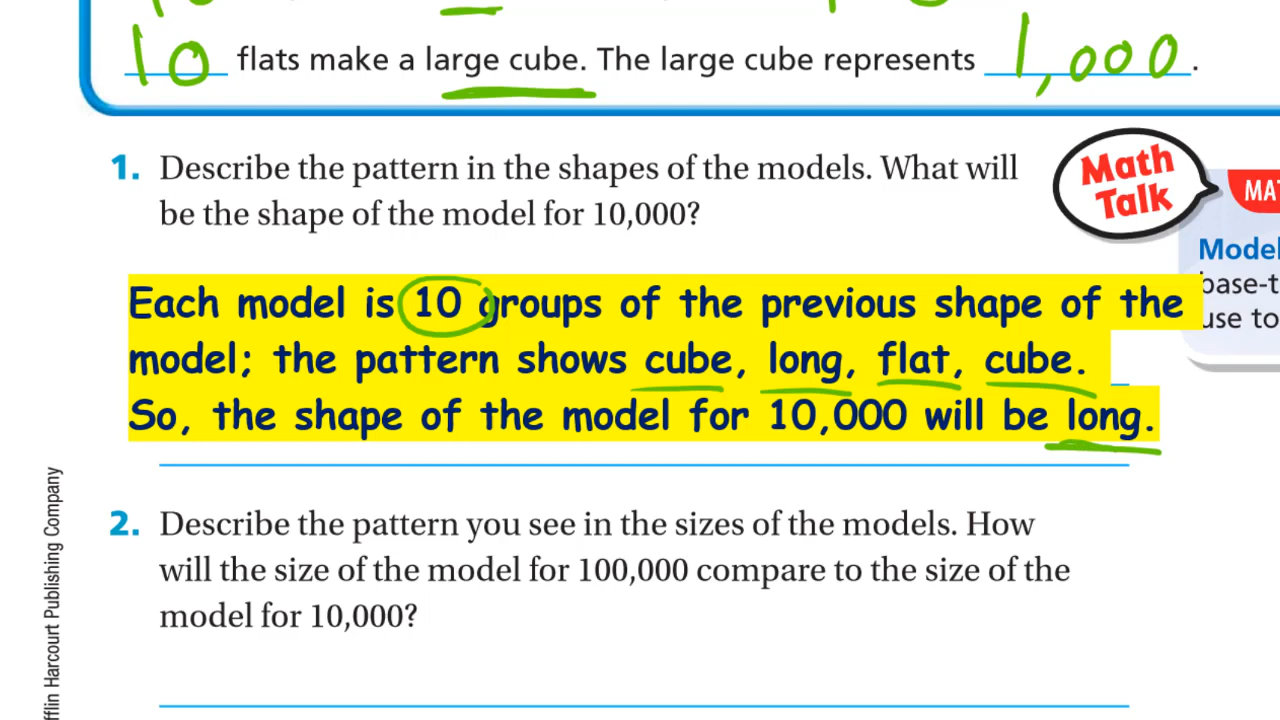 10 flats make a large cube. The large cube represents 1,000.
1. Describe the pattern in the shapes of the models. What will
be the shape of the model for 10,000?
Math
Talk
MA
Model
base-t
use to
Each model is 10 groups of the previous shape of the
model; the pattern shows cube, long, flat, cube.
So, the shape of the model for 10,000 will be long.
2. Describe the pattern you see in the sizes of the models. How
will the size of the model for 100,000 compare to the size of the
model for 10,000?
fflin Harcourt Publishing Company